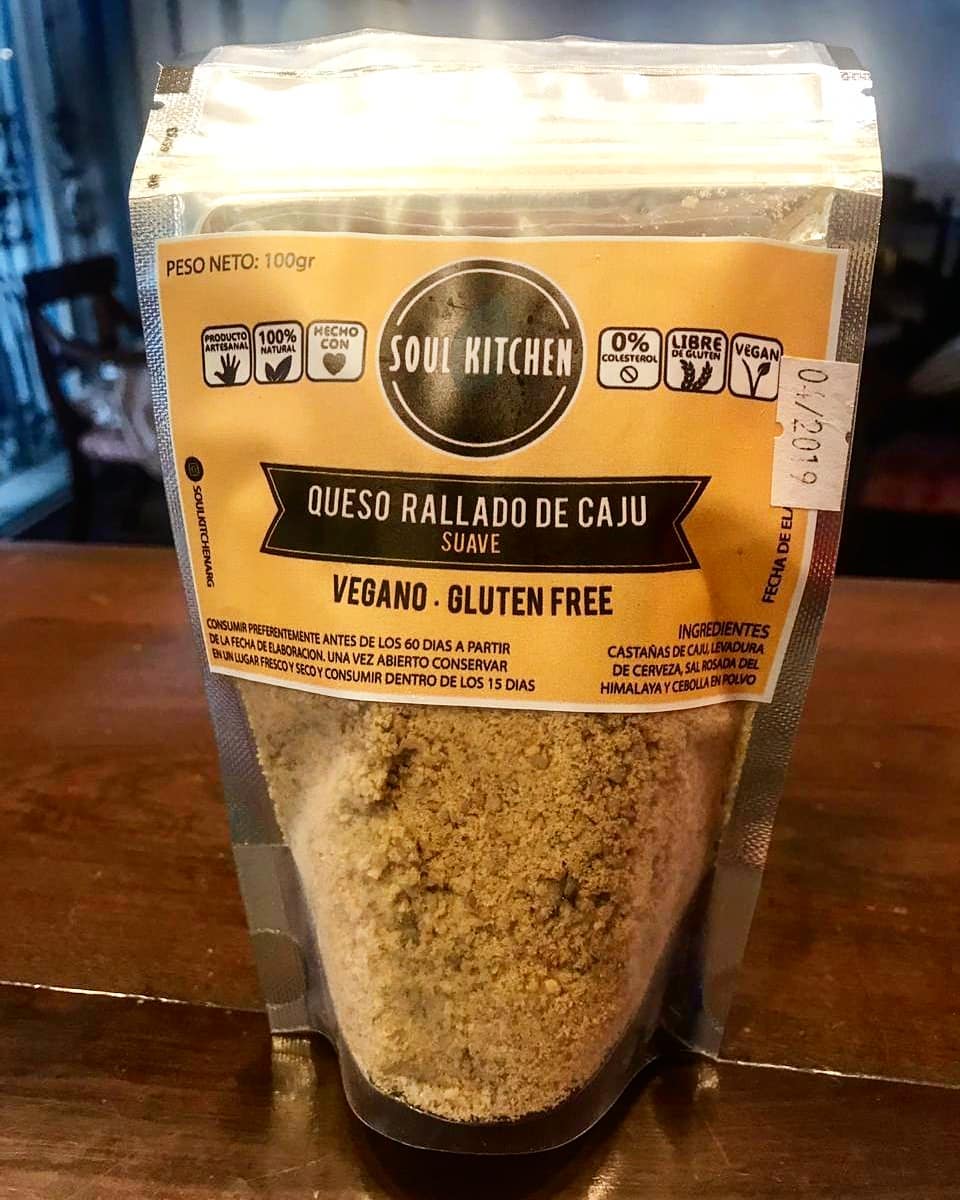 PESO NETO: 100gr
PRODUCTO
ARTESANAL
100%
NATURAL
HECHO
CON
SOUL KITCHEN
0%
COLESTEROL
LIBRE
DE GLUTEN
VEGAN
04/2019
SOULKITCHENARG
QUESO RALLADO DE CAJU
SUAVE
FECHA DE
VEGANO · GLUTEN FREE
CONSUMIR PREFERENTEMENTE ANTES DE LOS 60 DIAS A PARTIR
DE LA FECHA DE ELABORACION. UNA VEZ ABIERTO CONSERVAR
EN UN LUGAR FRESCO Y SECO Y CONSUMIR DENTRO DE LOS 15 DIAS
INGREDIENTES
CASTAÑAS DE CAJU, LEVADURA
DE CERVEZA, SAL ROSADA DEL
HIMALAYA Y CEBOLLA EN POLVO